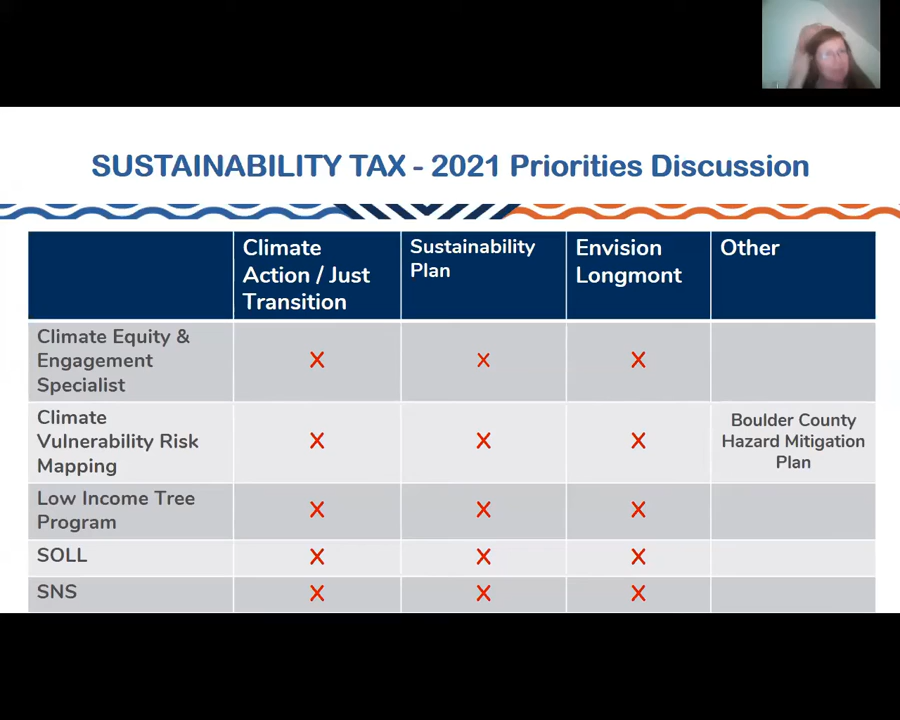 SUSTAINABILITY TAX - 2021 Priorities Discussion
Climate
Action / Just
Transition
Sustainability
Plan
Envision
Longmont
Other
Climate Equity &
Engagement
Specialist
X
X
X
Climate
Vulnerability Risk
Mapping
X
X
X
Boulder County
Hazard Mitigation
Plan
Low Income Tree
Program
X
X
X
SOLL
X
X
X
SNS
X
X
X